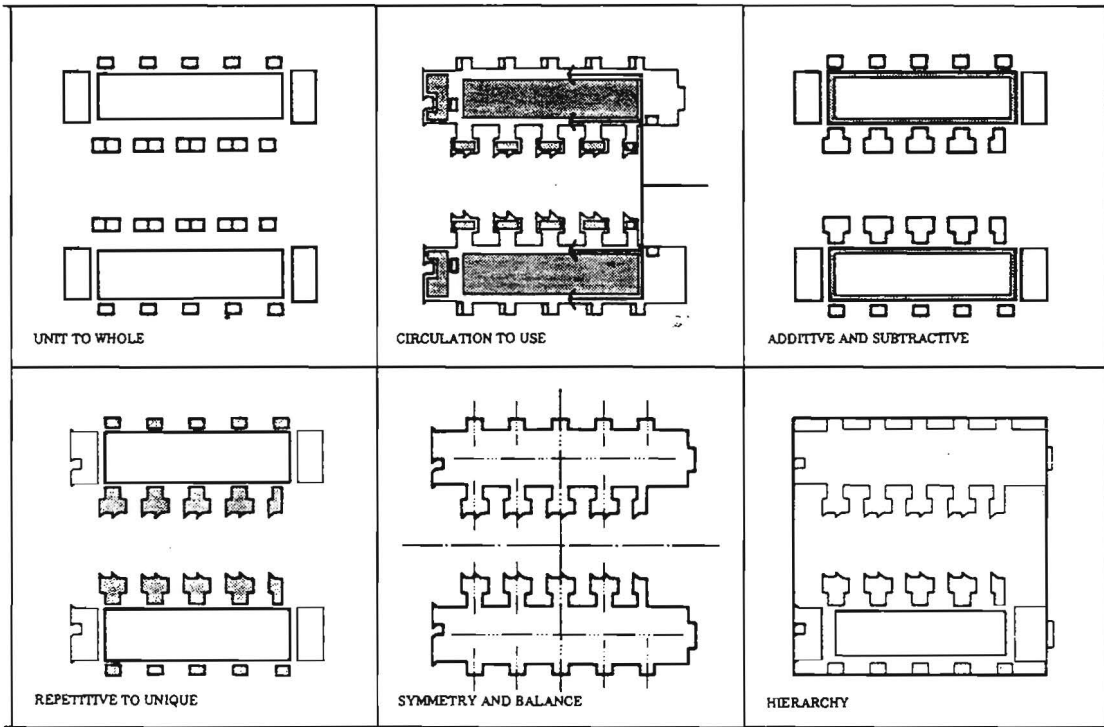 UNIT TO WHOLE
CIRCULATION TO USE
ADDITIVE AND SUBTRACTIVE
REPETITIVE TO UNIQUE
SYMMETRY AND BALANCE
HIERARCHY